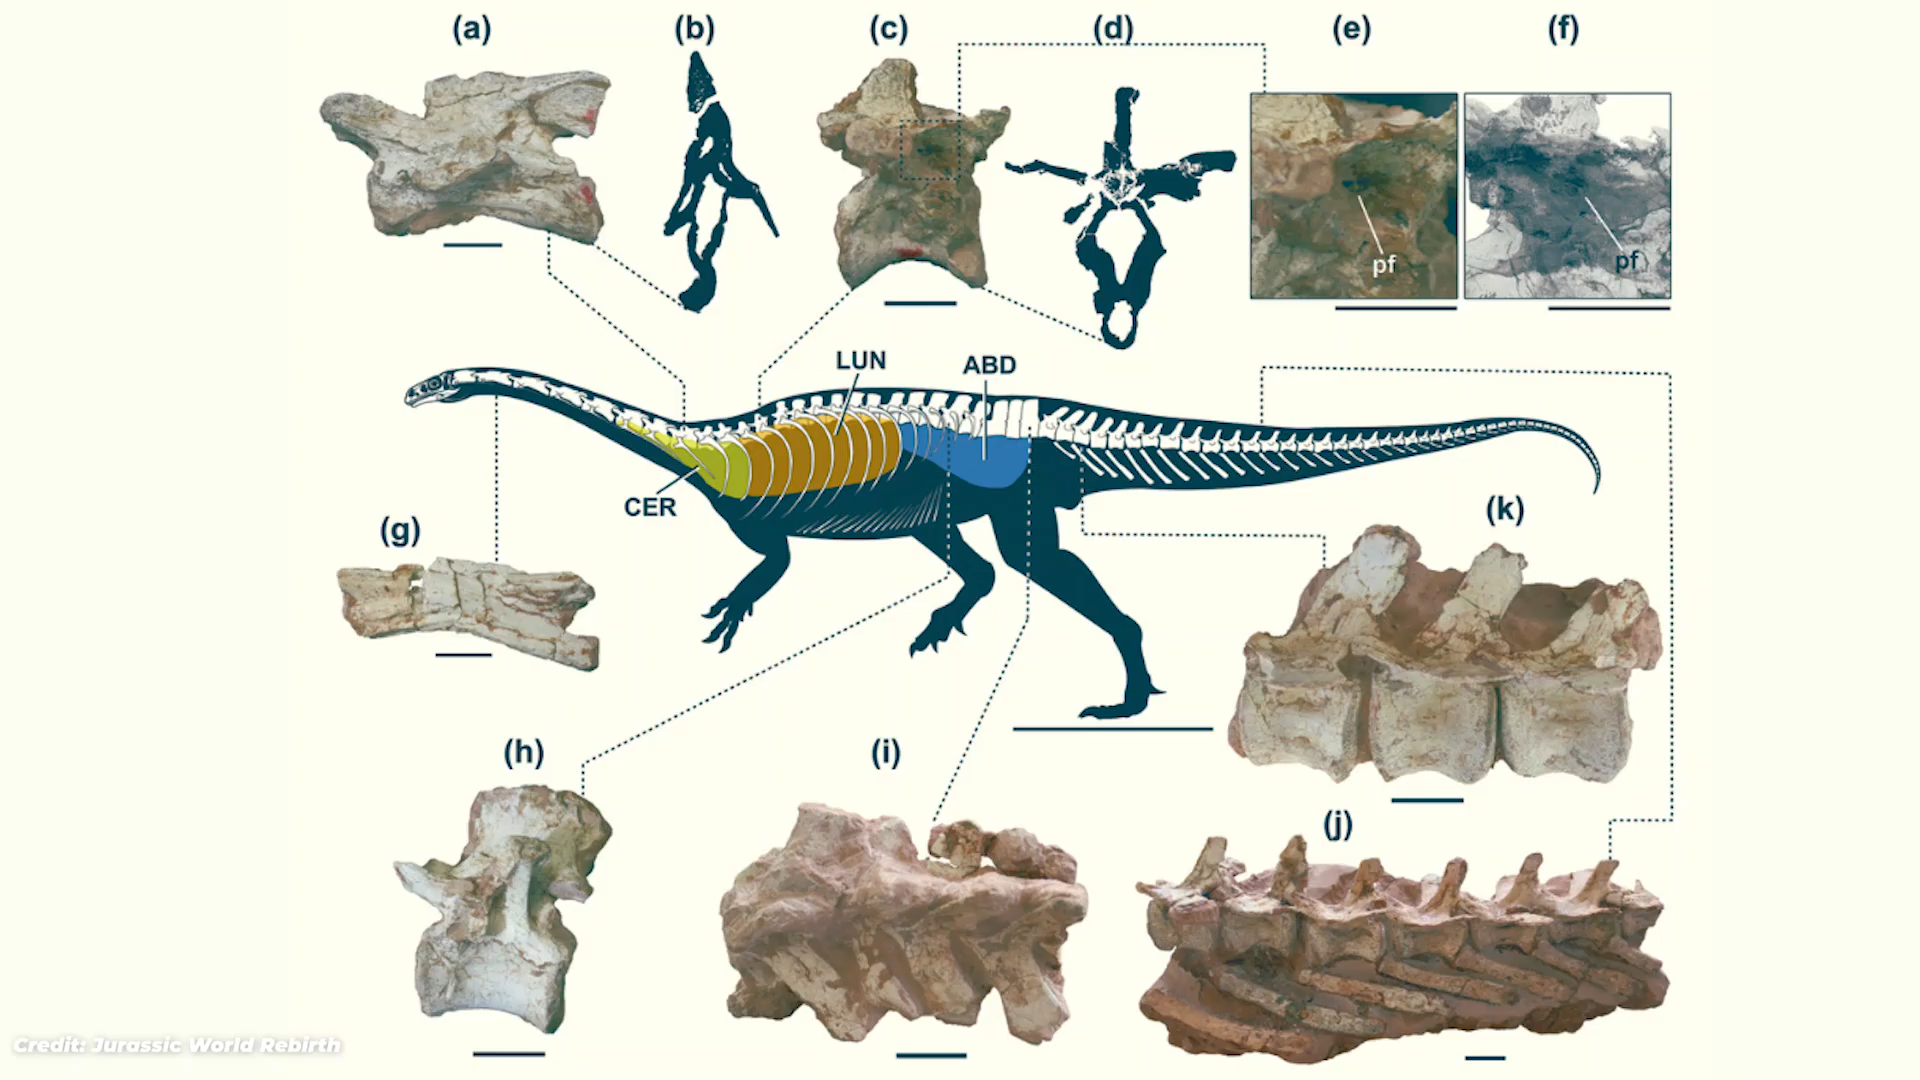 (a)
(b)
(c)
(d)
(e)
(f)
pf
pf
LUN
ABD
CER
(g)
(k)
(h)
(i)
(j)
Credit: Jurassic World Rebirth